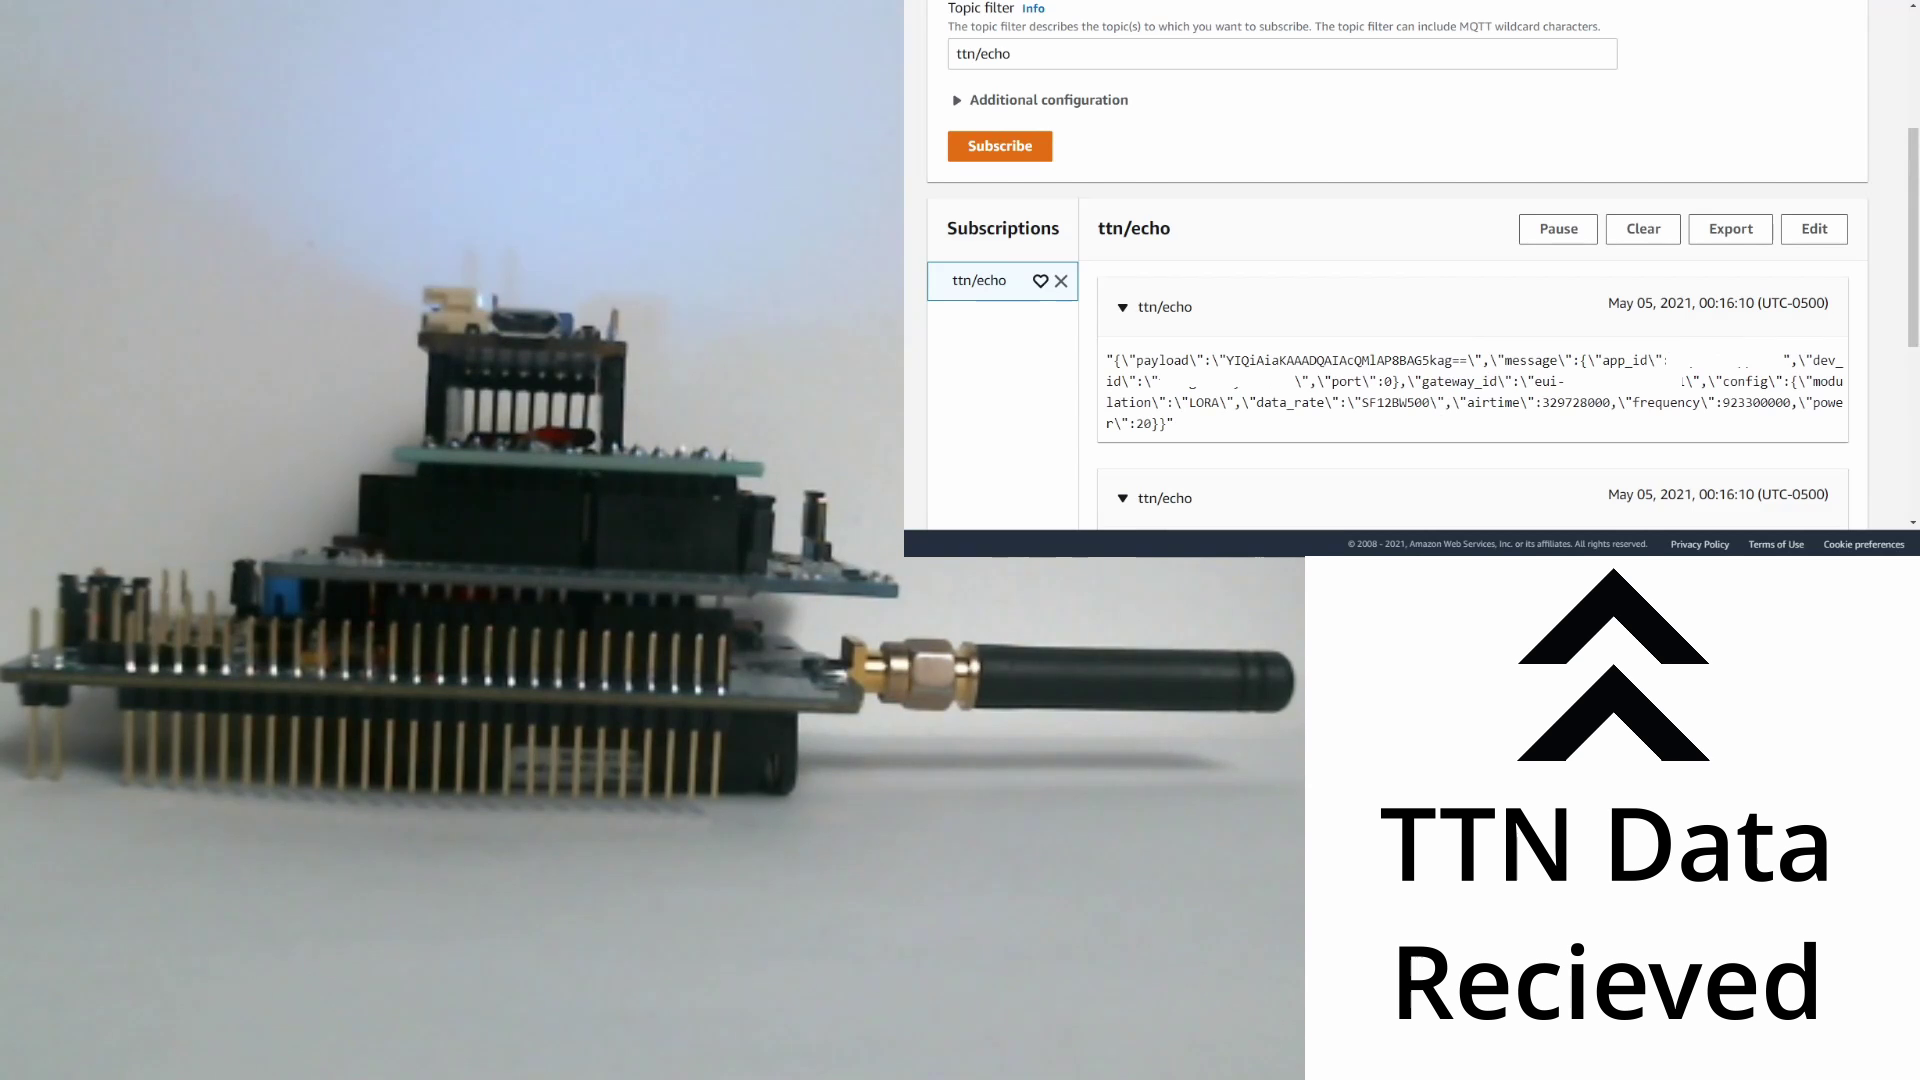 Topic filter Info
The topic filter describes the topic(s) to which you want to subscribe. The topic filter can include MQTT wildcard characters.
ttn/echo
Additional configuration
Subscribe
Subscriptions
ttn/echo
Pause
Clear
Export
Edit
ttn/echo
ttn/echo
May 05, 2021, 00:16:10 (UTC-0500)
"{\"payload\":\"YIQiAiaKAAADQAIAcQMlAP8BAG5kag==\",\"message\":{\"app_id\": \",\"dev_
id\":\" \",\"port\":0},\"gateway_id\":\"eui- \",\"config\":{\"modu
lation\":\"LORA\",\"data_rate\":\"SF12BW500\",\"airtime\":329728000,\"frequency\":923300000,\"powe
r\":20}}"
ttn/echo
May 05, 2021, 00:16:10 (UTC-0500)
© 2008 - 2021, Amazon Web Services, Inc. or its affiliates. All rights reserved.
Privacy Policy
Terms of Use
Cookie preferences
TTN Data
Recieved